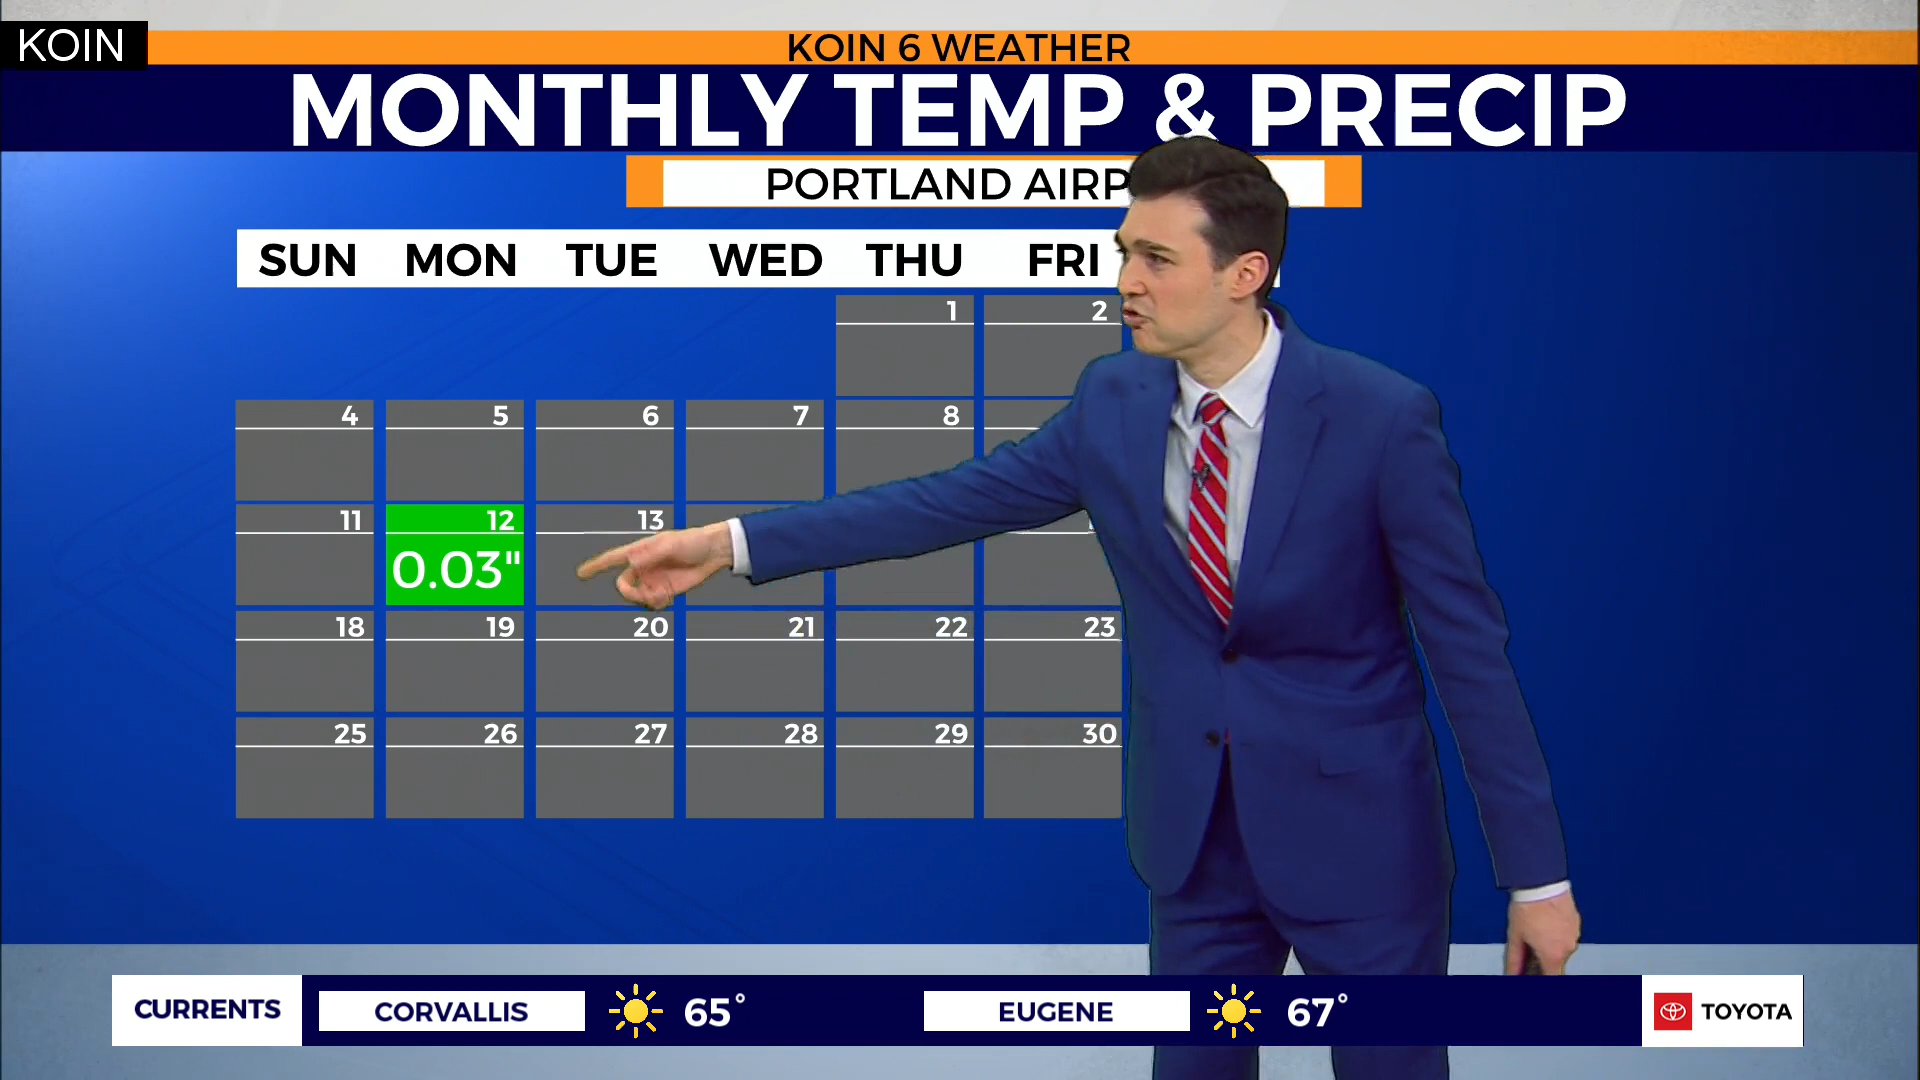 KOIN
KOIN 6 WEATHER
MONTHLY TEMP & PRECIP
PORTLAND AIRP
SUN MON TUE WED THU FRI
1 2
4 5 6 7 8
11 12 13
0.03"
18 19 20 21 22 23
25 26 27 28 29 30
CURRENTS CORVALLIS 65° EUGENE 67° TOYOTA